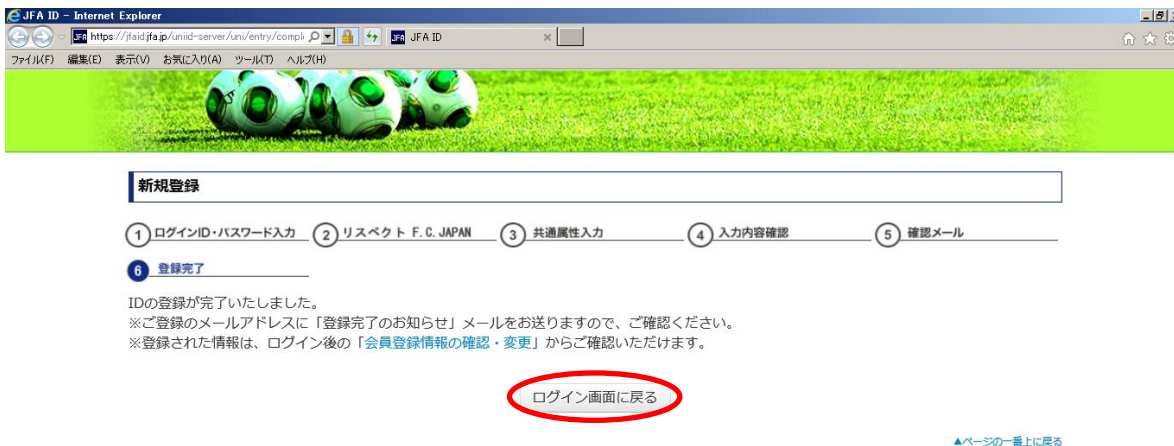 JFA ID - Internet Explorer
https://jfaid.jfa.jp/uniid-server/uni/entry/compl
JFA ID
ファイル(F) 編集(E) 表示(V) お気に入り(A) ツール(T) ヘルプ(H)
新規登録
1 ログインID・パスワード入力 2 リスペクト F.C.JAPAN 3 共通属性入力 4 入力内容確認 5 確認メール
6 登録完了
IDの登録が完了いたしました。
※ご登録のメールアドレスに「登録完了のお知らせ」メールをお送りますので、ご確認ください。
※登録された情報は、ログイン後の「会員登録情報の確認・変更」からご確認いただけます。
ログイン画面に戻る
▲ページの一番上に戻る